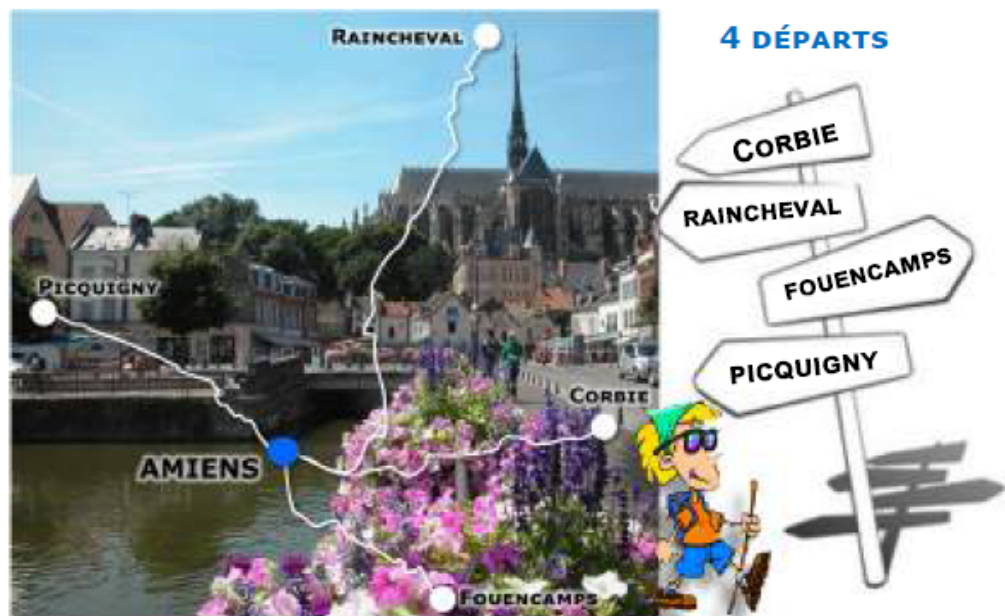 RAINCHEVAL
PICQUIGNY
AMIENS
CORBIE
FOUENCAMPS
4 DÉPARTS
CORBIE
RAINCHEVAL
FOUENCAMPS
PICQUIGNY